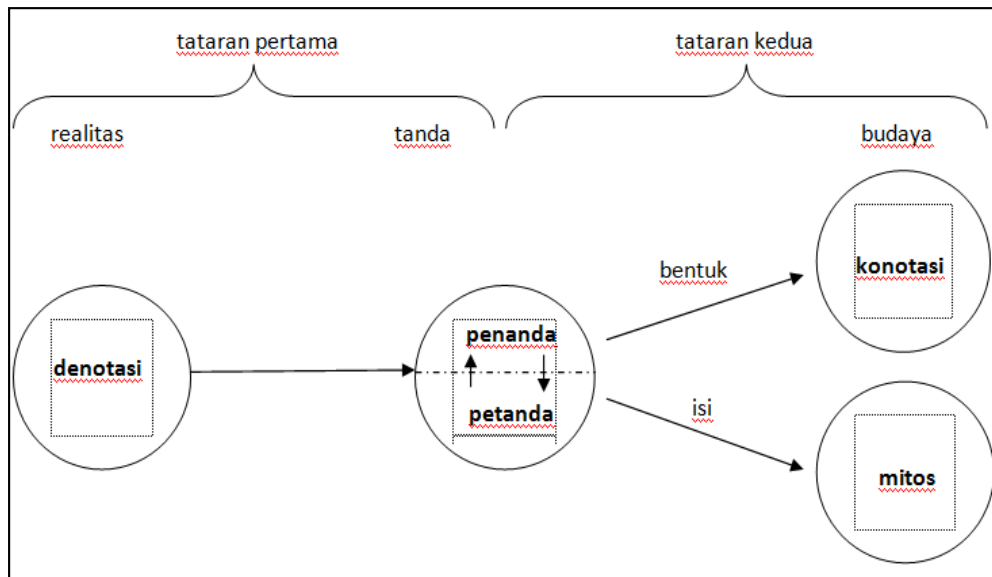 tataran pertama
tataran kedua
realitas
tanda
budaya
bentuk
konotasi
penanda
denotasi
petanda
isi
mitos